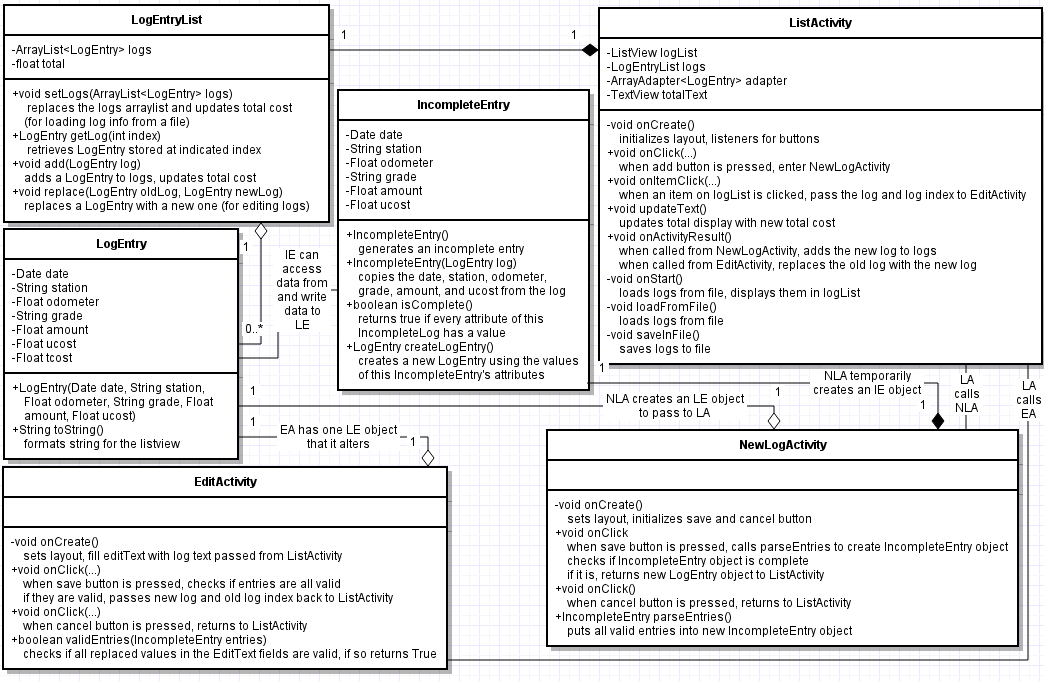 LogEntryList
-ArrayList<LogEntry> logs
-float total
+void setLogs(ArrayList<LogEntry> logs)
replaces the logs arraylist and updates total cost
(for loading log info from a file)
+LogEntry getLog(int index)
retrieves LogEntry stored at indicated index
+void add(LogEntry log)
adds a LogEntry to logs, updates total cost
+void replace(LogEntry oldLog, LogEntry newLog)
replaces a LogEntry with a new one (for editing logs)
1
1
ListActivity
-ListView logList
-LogEntryList logs
-ArrayAdapter<LogEntry> adapter
-TextView totalText
-void onCreate()
initializes layout, listeners for buttons
+void onClick(...)
when add button is pressed, enter NewLogActivity
+void onItemClick(...)
when an item on logList is clicked, pass the log and log index to EditActivity
+void updateText()
updates total display with new total cost
+void onActivityResult()
when called from NewLogActivity, adds the new log to logs
when called from EditActivity, replaces the old log with the new log
-void onStart()
loads logs from file, displays them in logList
-void loadFromFile()
loads logs from file
-void saveInFile()
saves logs to file
IncompleteEntry
-Date date
-String station
-Float odometer
-String grade
-Float amount
-Float ucost
+IncompleteEntry()
generates an incomplete entry
+IncompleteEntry(LogEntry log)
copies the date, station, odometer,
grade, amount, and ucost from the log
+boolean isComplete()
returns true if every attribute of this
IncompleteLog has a value
+LogEntry createLogEntry()
creates a new LogEntry using the values
of this IncompleteEntry's attributes
LogEntry
-Date date
-String station
-Float odometer
-String grade
-Float amount
-Float ucost
-Float tcost
+LogEntry(Date date, String station,
Float odometer, String grade, Float
amount, Float ucost)
+String toString()
formats string for the listview
1
0..*
IE can
access
data from
and write
data to
LE
1
NLA temporarily
creates an IE object
1
LA
calls
NLA
LA
calls
EA
1
NLA creates an LE object
to pass to LA
1
1
EA has one LE object
that it alters
1
EditActivity
-void onCreate()
sets layout, fill editText with log text passed from ListActivity
+void onClick(...)
when save button is pressed, checks if entries are all valid
if they are valid, passes new log and old log index back to ListActivity
+void onClick(...)
when cancel button is pressed, returns to ListActivity
+boolean validEntries(IncompleteEntry entries)
checks if all replaced values in the EditText fields are valid, if so returns True
NewLogActivity
-void onCreate()
sets layout, initializes save and cancel button
+void onClick
when save button is pressed, calls parseEntries to create IncompleteEntry object
checks if IncompleteEntry object is complete
if it is, returns new LogEntry object to ListActivity
+void onClick()
when cancel button is pressed, returns to ListActivity
+IncompleteEntry parseEntries()
puts all valid entries into new IncompleteEntry object